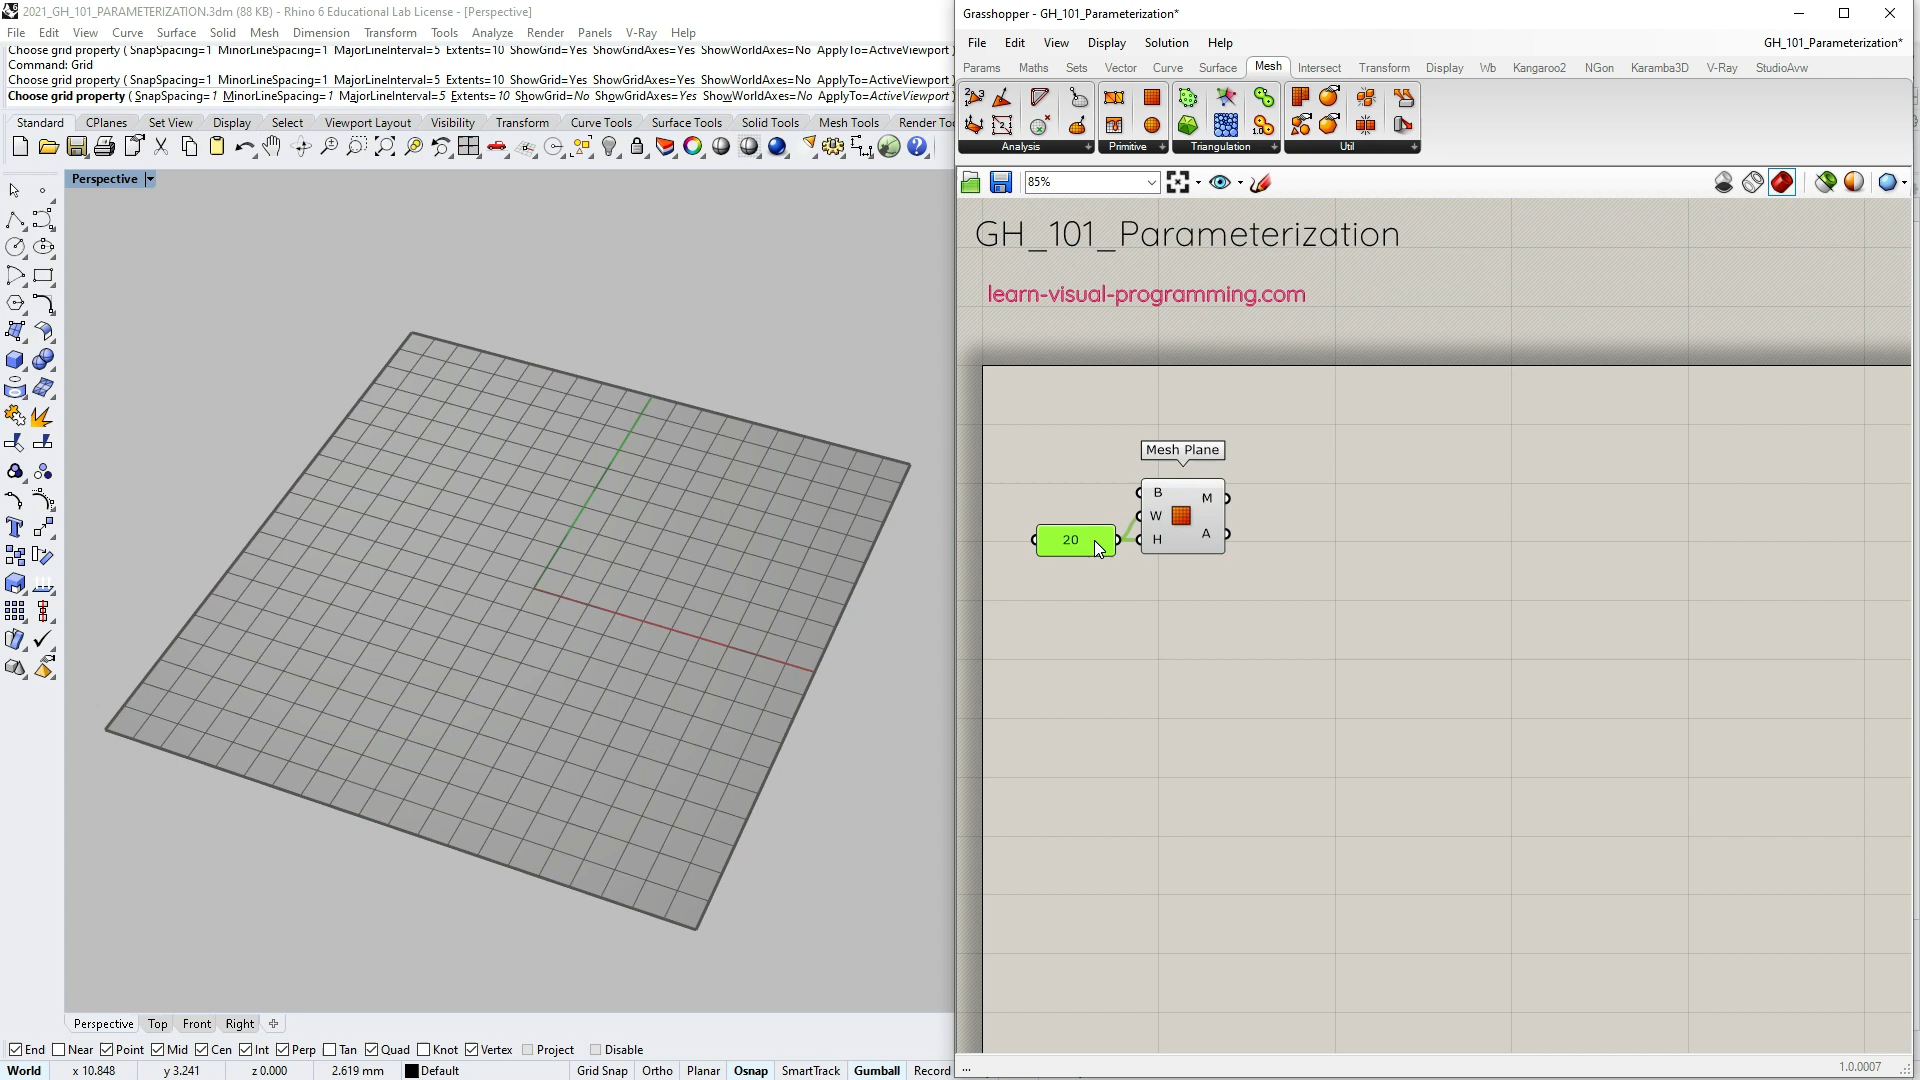 2021_GH_101_PARAMETERIZATION.3dm (88 KB) - Rhino 6 Educational Lab License - [Perspective]
File Edit View Curve Surface Solid Mesh Dimension Transform Tools Analyze Render Panels V-Ray Help
Choose grid property ( SnapSpacing=1 MinorLineSpacing=1 MajorLineInterval=5 Extents=10 ShowGrid=Yes ShowGridAxes=Yes ShowWorldAxes=No ApplyTo=ActiveViewport )
Command: Grid
Choose grid property ( SnapSpacing=1 MinorLineSpacing=1 MajorLineInterval=5 Extents=10 ShowGrid=Yes ShowGridAxes=Yes ShowWorldAxes=No ApplyTo=ActiveViewport
Choose grid property ( SnapSpacing=1 MinorLineSpacing=1 MajorLineInterval=5 Extents=10 ShowGrid=No ShowGridAxes=Yes ShowWorldAxes=No ApplyTo=ActiveViewport
Standard CPlanes Set View Display Select Viewport Layout Visibility Transform Curve Tools Surface Tools Solid Tools Mesh Tools Render To
Perspective
Perspective Top Front Right
End Near Point Mid Cen Int Perp Tan Quad Knot Vertex Project Disable
World x 10.848 y 3.241 z 0.000 2.619 mm Default Grid Snap Ortho Planar Osnap SmartTrack Gumball Record
Grasshopper - GH_101_Parameterization*
File Edit View Display Solution Help GH_101_Parameterization*
Params Maths Sets Vector Curve Surface Mesh Intersect Transform Display Wb Kangaroo2 NGon Karamba3D V-Ray StudioAvw
Analysis Primitive Triangulation Util
85%
GH_101_Parameterization
learn-visual-programming.com
Mesh Plane
B
W
H
M
A
20
...
1.0.0007